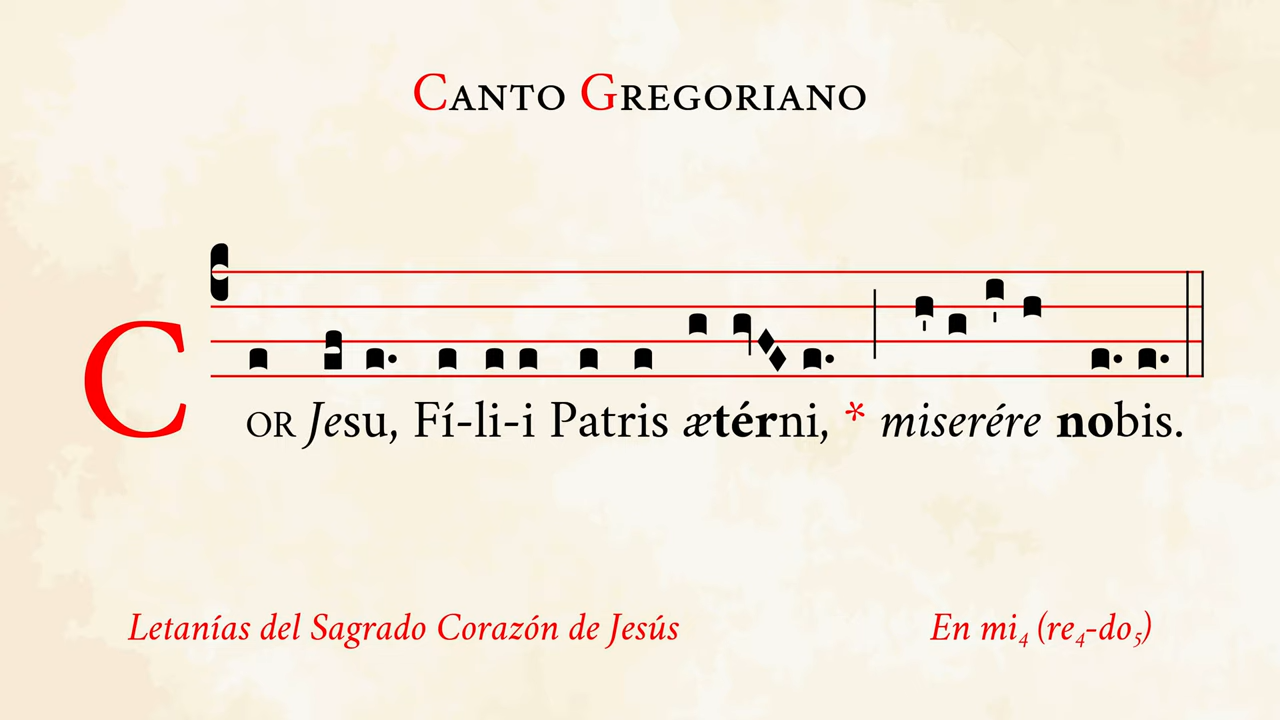 Canto Gregoriano
Cor Jesu, Fí-li-i Patris ætérni, * miserére nobis.
Letanías del Sagrado Corazón de Jesús
En mi₄ (re₄-do₅)